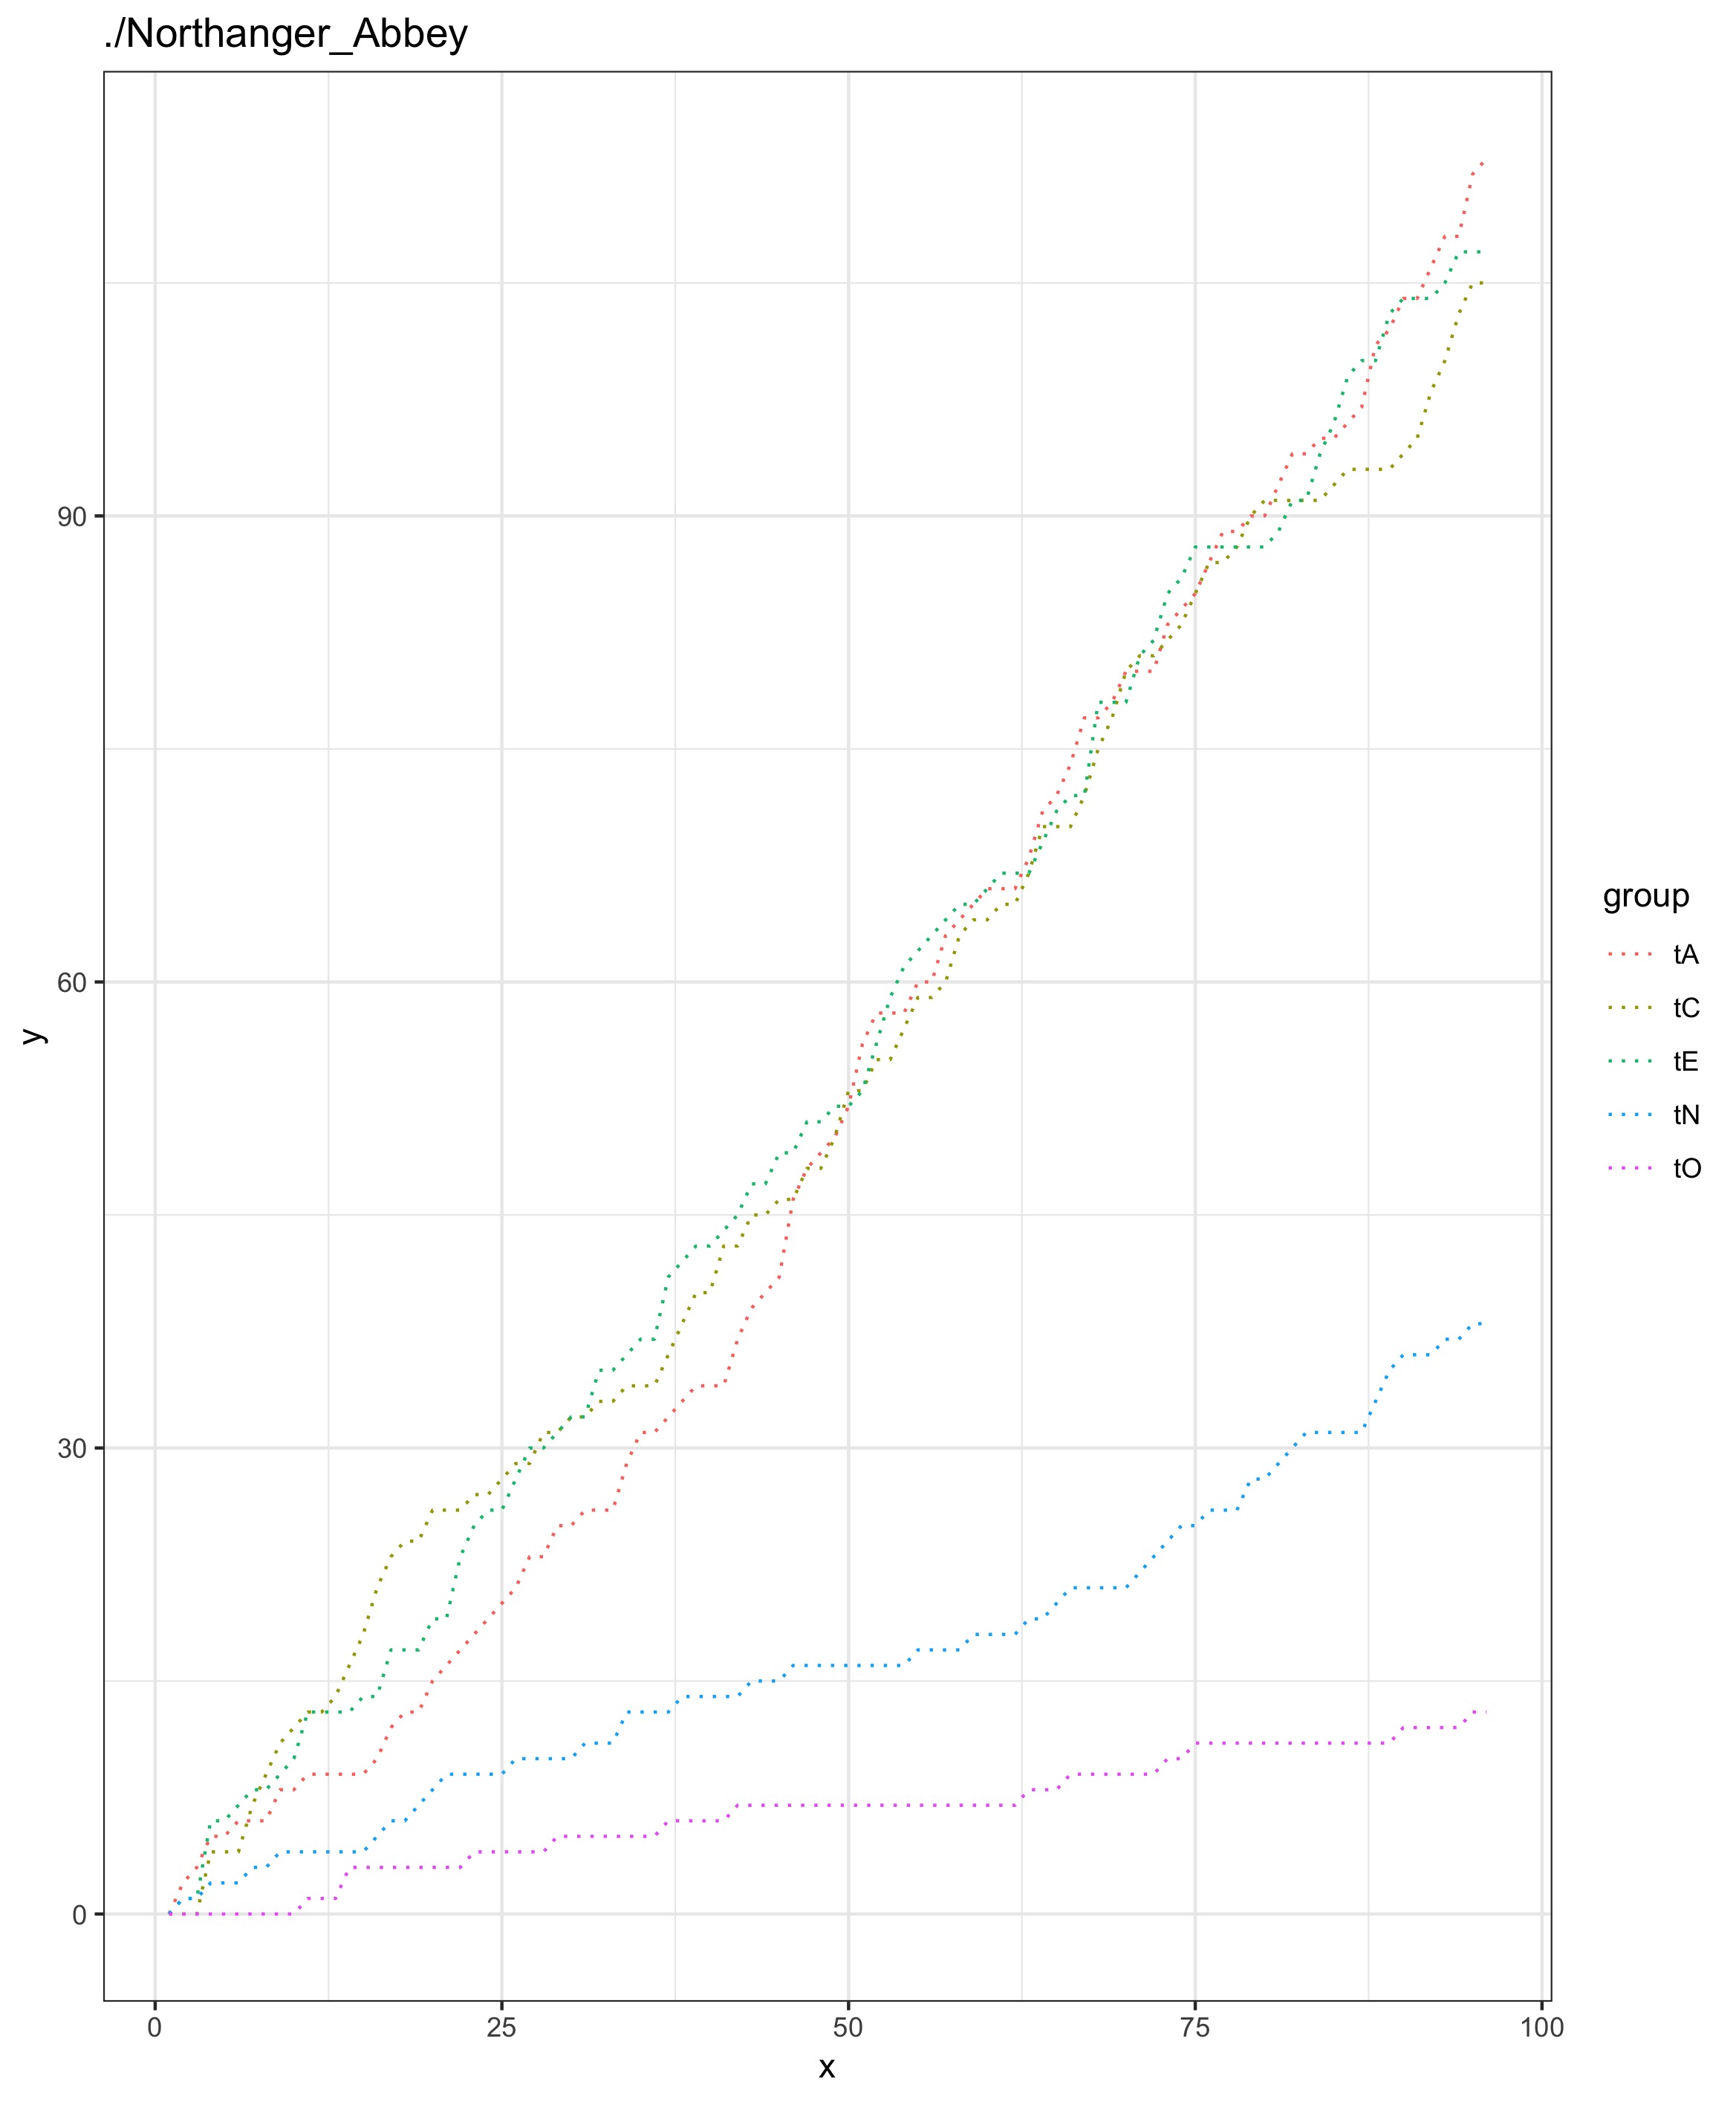 ./Northanger_Abbey
90
60
30
0
y
0 25 50 75 100
x
group
tA
tC
tE
tN
tO